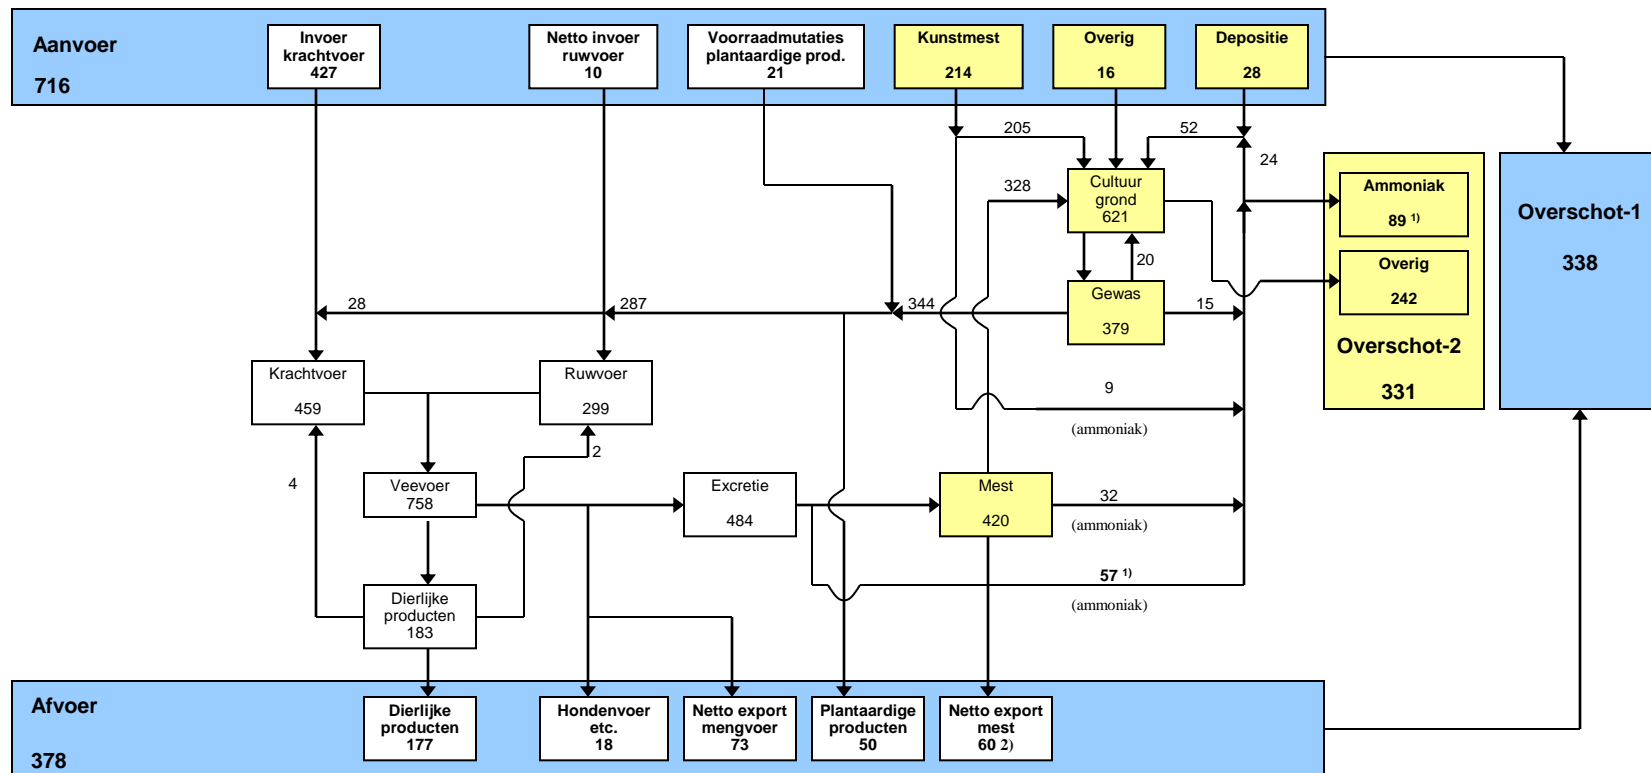 Aanvoer
716
Invoer
krachtvoer
427
Netto invoer
ruwvoer
10
Voorraadmutaties
plantaardige prod.
21
Kunstmest
214
Overig
16
Depositie
28
205
52
24
328
Cultuur
grond
621
20
Ammoniak
89 ¹⁾
Overig
242
Overschot-2
331
Overschot-1
338
28
287
344
Gewas
379
15
Krachtvoer
459
Ruwvoer
299
9
(ammoniak)
4
2
Veevoer
758
Excretie
484
Mest
420
32
(ammoniak)
57 ¹⁾
(ammoniak)
Dierlijke
producten
183
Afvoer
378
Dierlijke
producten
177
Hondenvoer
etc.
18
Netto export
mengvoer
73
Plantaardige
producten
50
Netto export
mest
60 2)